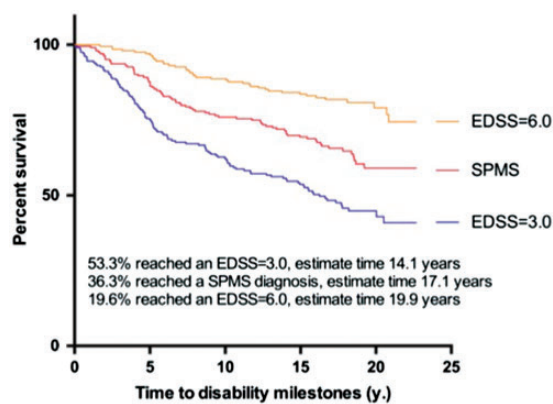 100
50
0
Percent survival
EDSS=6.0
SPMS
EDSS=3.0
53.3% reached an EDSS=3.0, estimate time 14.1 years
36.3% reached a SPMS diagnosis, estimate time 17.1 years
19.6% reached an EDSS=6.0, estimate time 19.9 years
0 5 10 15 20 25
Time to disability milestones (y.)